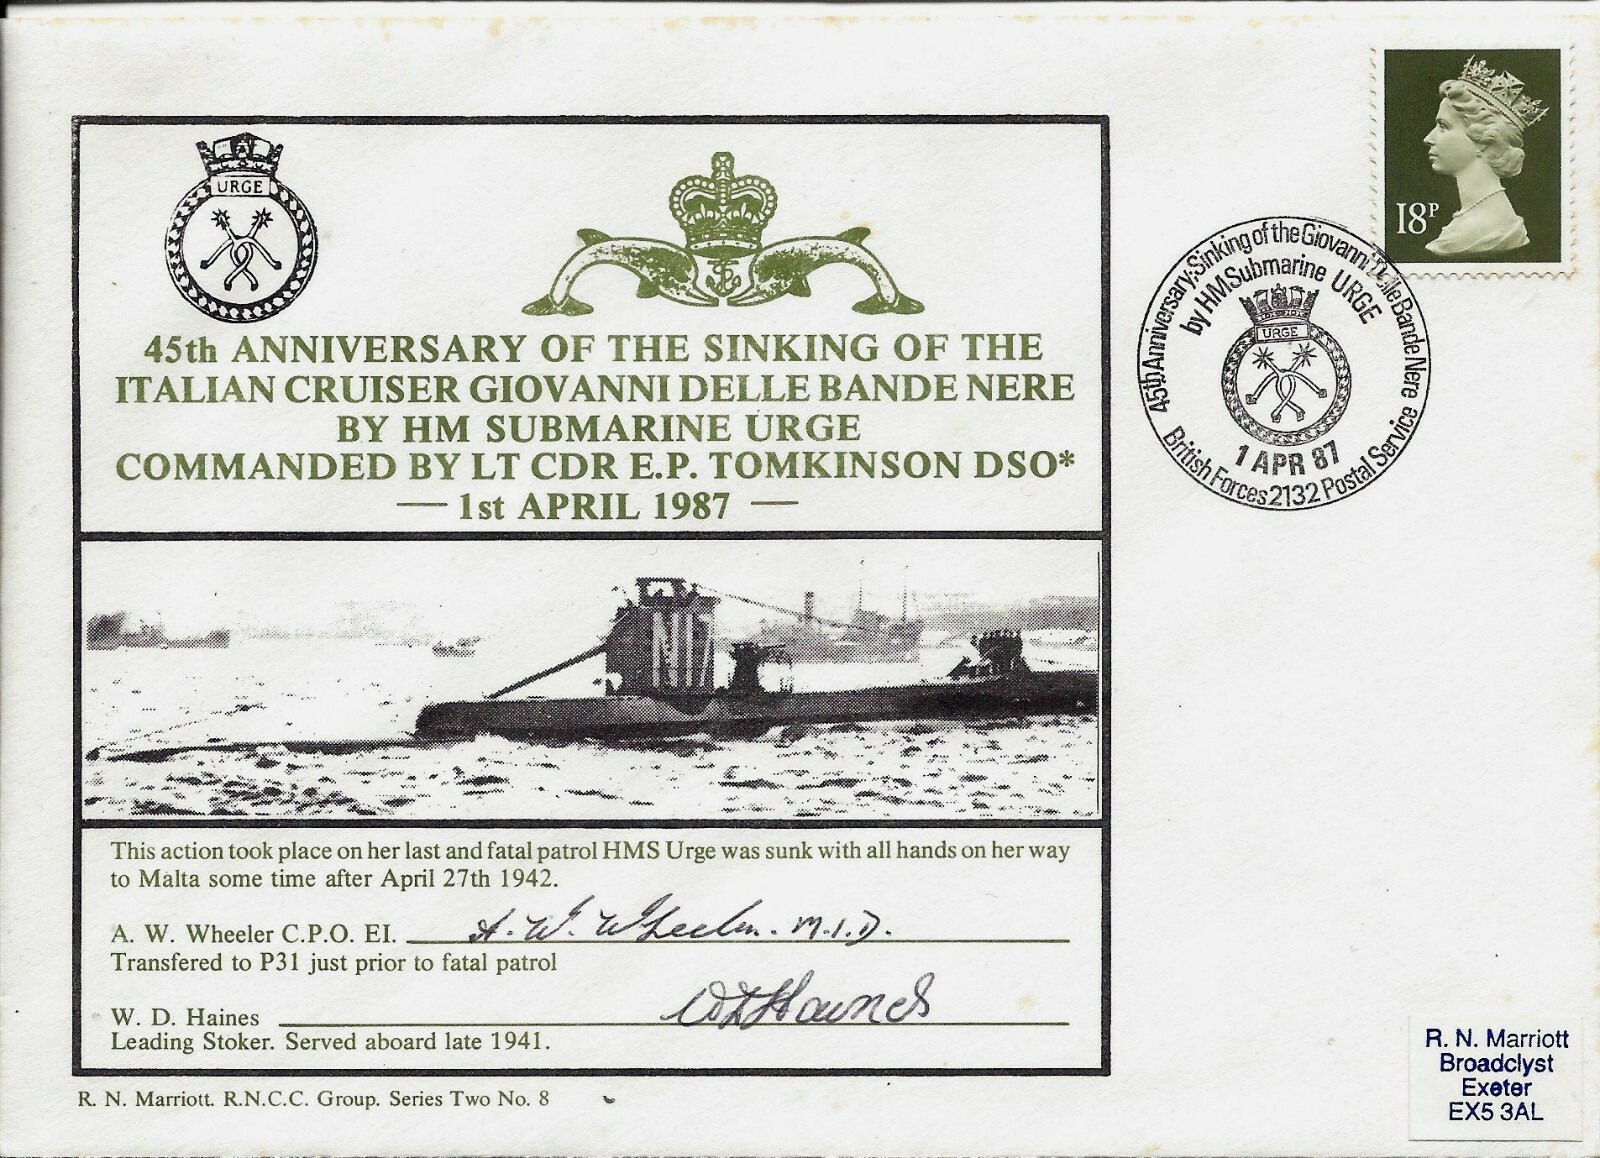 18P
45th Anniversary: Sinking of the Giovanni Delle Bande Nere
by HM Submarine URGE
URGE
1 APR 87
British Forces 2132 Postal Service
URGE
45th ANNIVERSARY OF THE SINKING OF THE
ITALIAN CRUISER GIOVANNI DELLE BANDE NERE
BY HM SUBMARINE URGE
COMMANDED BY LT CDR E.P. TOMKINSON DSO*
— 1st APRIL 1987 —
N17
This action took place on her last and fatal patrol HMS Urge was sunk with all hands on her way
to Malta some time after April 27th 1942.
A. W. Wheeler C.P.O. EI. A. W. Wheeler. M.I.D.
Transfered to P31 just prior to fatal patrol
W. D. Haines WD Haines
Leading Stoker. Served aboard late 1941.
R. N. Marriott. R.N.C.C. Group. Series Two No. 8
R. N. Marriott
Broadclyst
Exeter
EX5 3AL